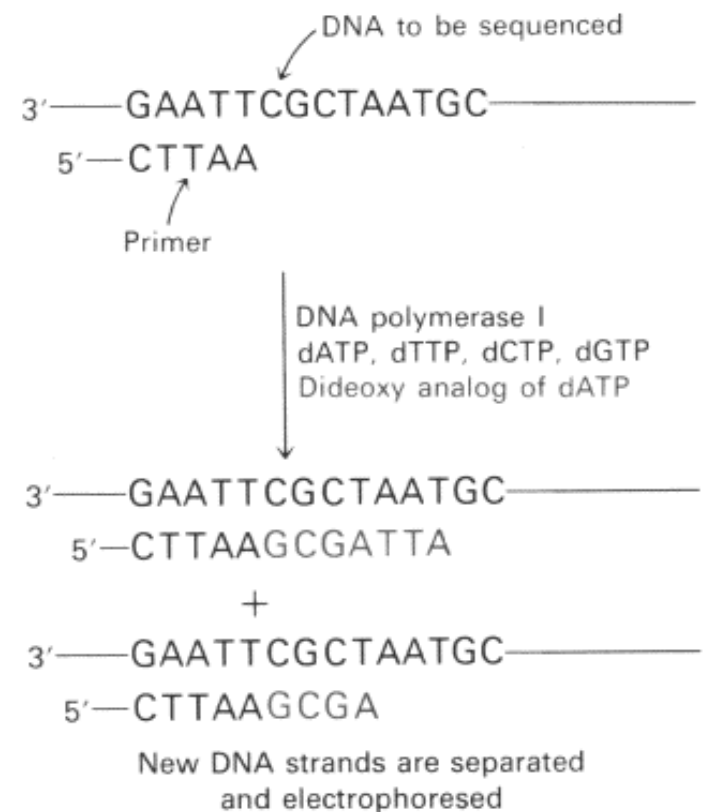 DNA to be sequenced
3′—GAATTCGCTAATGC—
5′—CTTAA
Primer
DNA polymerase I
dATP, dTTP, dCTP, dGTP
Dideoxy analog of dATP
3′—GAATTCGCTAATGC—
5′—CTTAAGCGATTA
+
3′—GAATTCGCTAATGC—
5′—CTTAAGCGA
New DNA strands are separated
and electrophoresed